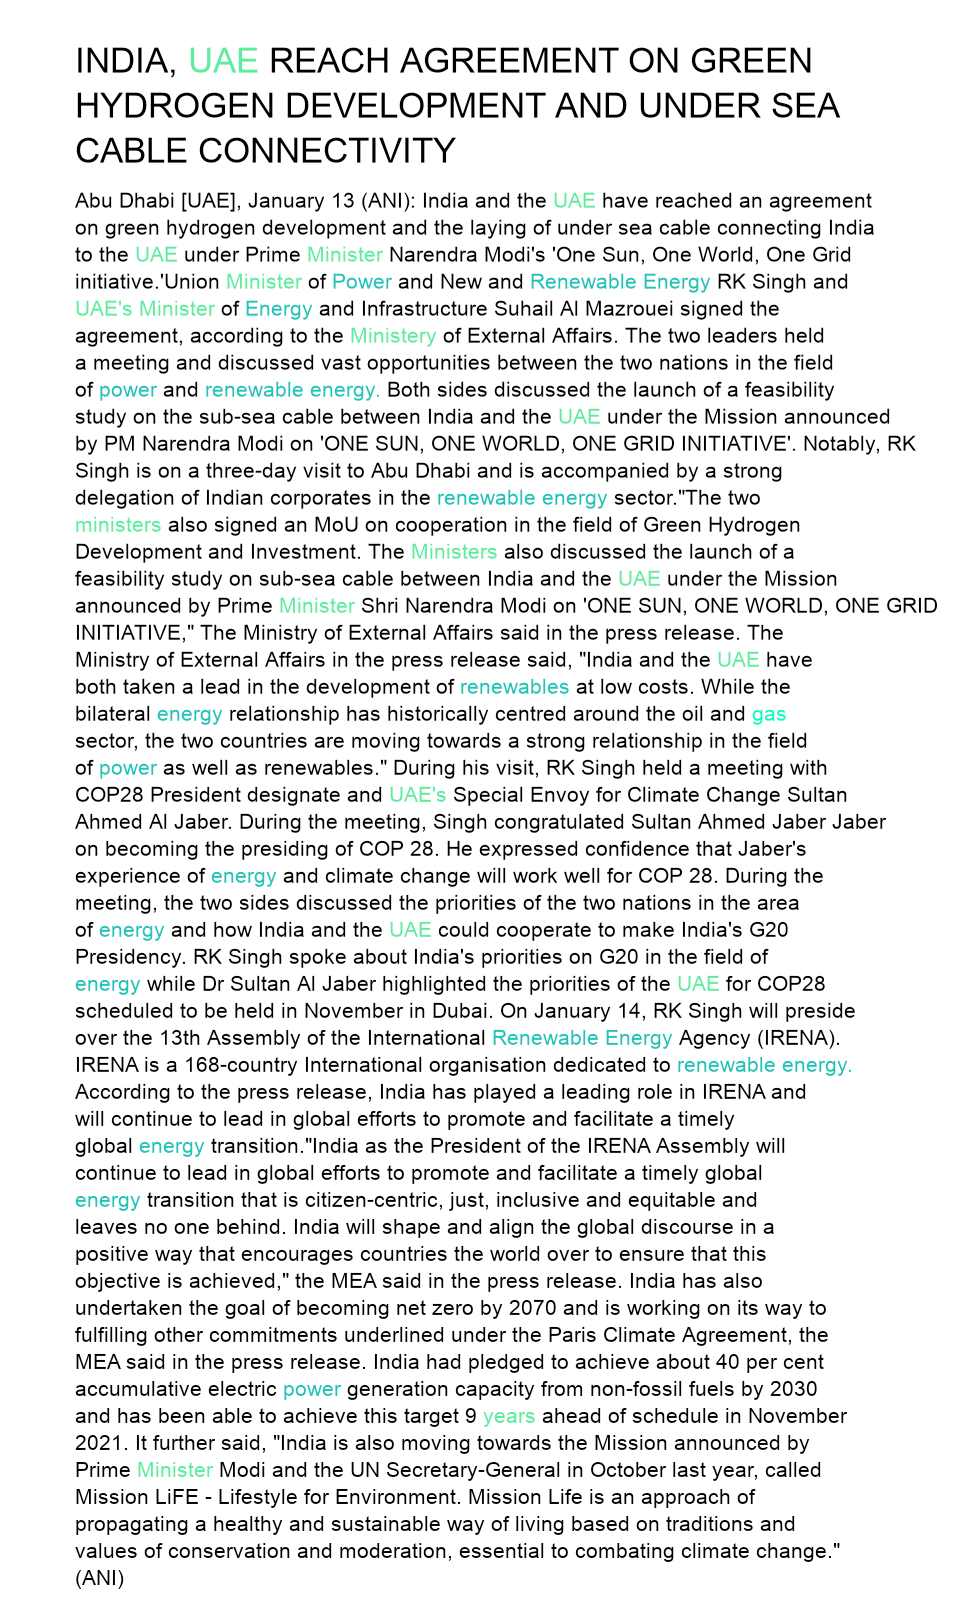 INDIA, UAE REACH AGREEMENT ON GREEN
HYDROGEN DEVELOPMENT AND UNDER SEA
CABLE CONNECTIVITY
Abu Dhabi [UAE], January 13 (ANI): India and the UAE have reached an agreement
on green hydrogen development and the laying of under sea cable connecting India
to the UAE under Prime Minister Narendra Modi's 'One Sun, One World, One Grid
initiative.'Union Minister of Power and New and Renewable Energy RK Singh and
UAE's Minister of Energy and Infrastructure Suhail Al Mazrouei signed the
agreement, according to the Ministery of External Affairs. The two leaders held
a meeting and discussed vast opportunities between the two nations in the field
of power and renewable energy. Both sides discussed the launch of a feasibility
study on the sub-sea cable between India and the UAE under the Mission announced
by PM Narendra Modi on 'ONE SUN, ONE WORLD, ONE GRID INITIATIVE'. Notably, RK
Singh is on a three-day visit to Abu Dhabi and is accompanied by a strong
delegation of Indian corporates in the renewable energy sector."The two
ministers also signed an MoU on cooperation in the field of Green Hydrogen
Development and Investment. The Ministers also discussed the launch of a
feasibility study on sub-sea cable between India and the UAE under the Mission
announced by Prime Minister Shri Narendra Modi on 'ONE SUN, ONE WORLD, ONE GRID
INITIATIVE," The Ministry of External Affairs said in the press release. The
Ministry of External Affairs in the press release said, "India and the UAE have
both taken a lead in the development of renewables at low costs. While the
bilateral energy relationship has historically centred around the oil and gas
sector, the two countries are moving towards a strong relationship in the field
of power as well as renewables." During his visit, RK Singh held a meeting with
COP28 President designate and UAE's Special Envoy for Climate Change Sultan
Ahmed Al Jaber. During the meeting, Singh congratulated Sultan Ahmed Jaber Jaber
on becoming the presiding of COP 28. He expressed confidence that Jaber's
experience of energy and climate change will work well for COP 28. During the
meeting, the two sides discussed the priorities of the two nations in the area
of energy and how India and the UAE could cooperate to make India's G20
Presidency. RK Singh spoke about India's priorities on G20 in the field of
energy while Dr Sultan Al Jaber highlighted the priorities of the UAE for COP28
scheduled to be held in November in Dubai. On January 14, RK Singh will preside
over the 13th Assembly of the International Renewable Energy Agency (IRENA).
IRENA is a 168-country International organisation dedicated to renewable energy.
According to the press release, India has played a leading role in IRENA and
will continue to lead in global efforts to promote and facilitate a timely
global energy transition."India as the President of the IRENA Assembly will
continue to lead in global efforts to promote and facilitate a timely global
energy transition that is citizen-centric, just, inclusive and equitable and
leaves no one behind. India will shape and align the global discourse in a
positive way that encourages countries the world over to ensure that this
objective is achieved," the MEA said in the press release. India has also
undertaken the goal of becoming net zero by 2070 and is working on its way to
fulfilling other commitments underlined under the Paris Climate Agreement, the
MEA said in the press release. India had pledged to achieve about 40 per cent
accumulative electric power generation capacity from non-fossil fuels by 2030
and has been able to achieve this target 9 years ahead of schedule in November
2021. It further said, "India is also moving towards the Mission announced by
Prime Minister Modi and the UN Secretary-General in October last year, called
Mission LiFE - Lifestyle for Environment. Mission Life is an approach of
propagating a healthy and sustainable way of living based on traditions and
values of conservation and moderation, essential to combating climate change."
(ANI)